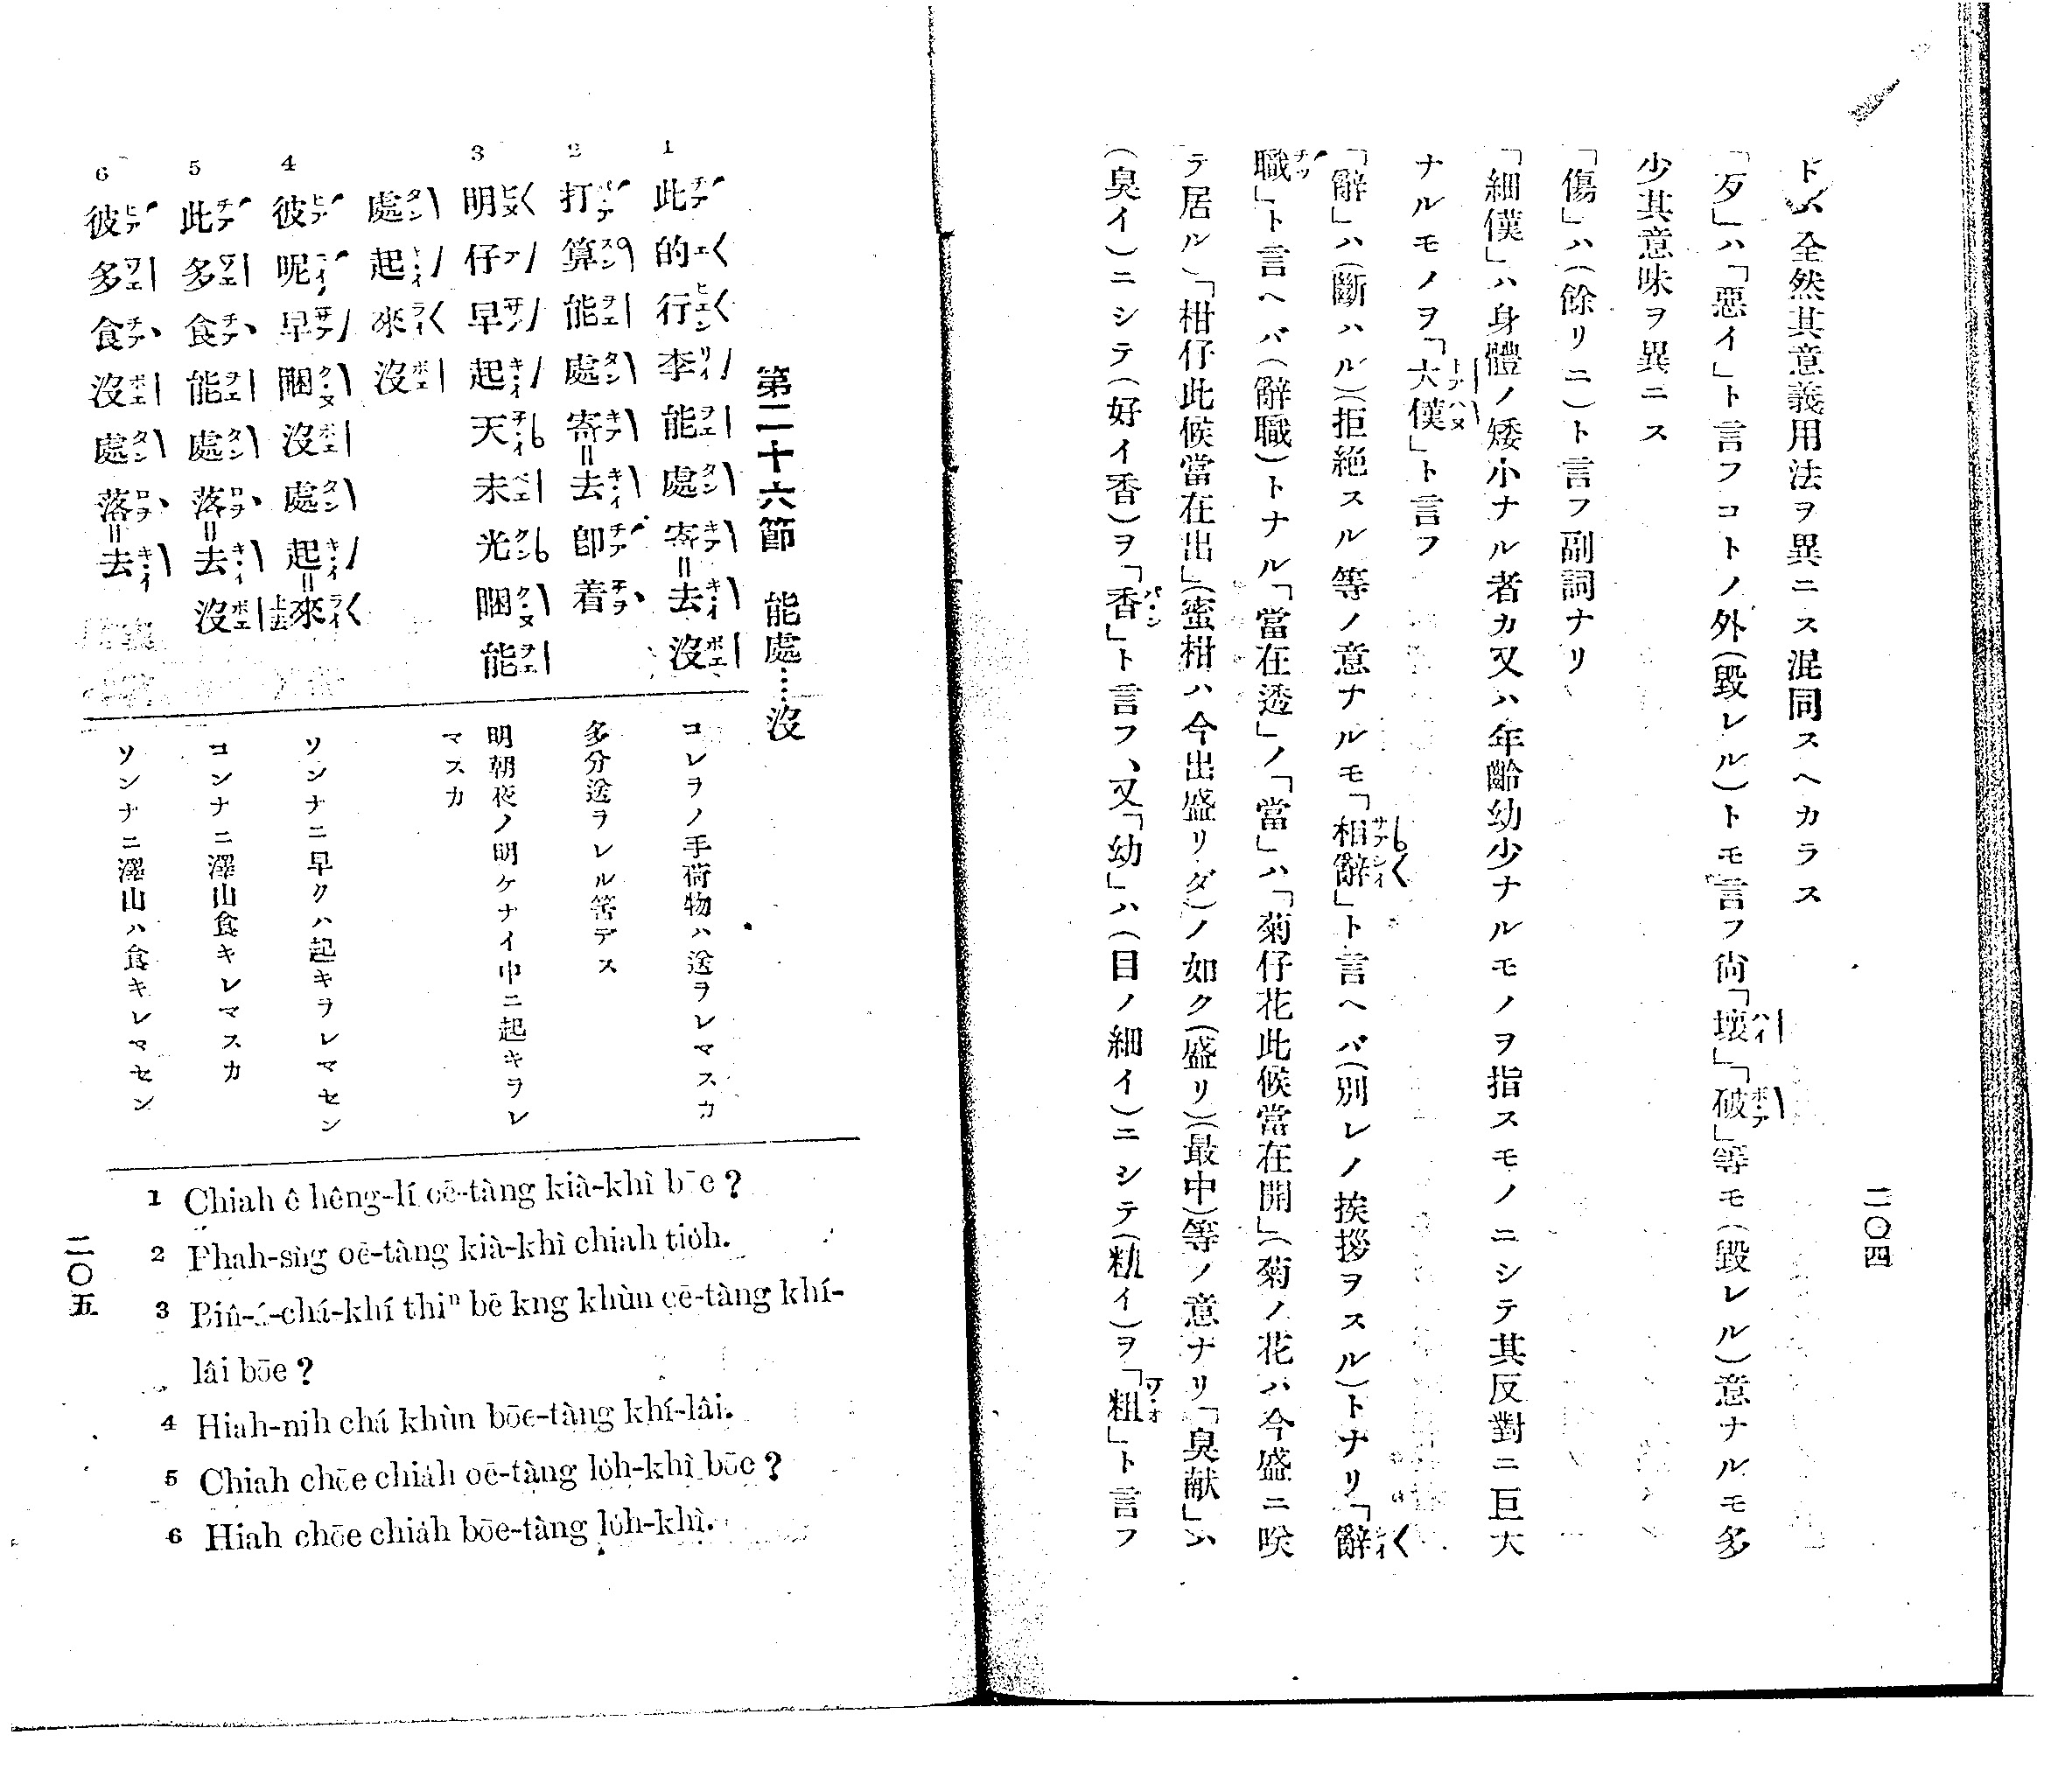 二〇四
ド、ハ全然其意義用法ヲ異ニス混同スヘカラス
「歹」ハ「惡イ」ト言フコトノ外(毀レル)トモ言フ尙「壞」「破」等モ(毀レル)意ナルモ多
少其意味ヲ異ニス
「傷」ハ(餘リニ)ト言フ副詞ナリ
「細僕」ハ身體ノ矮小ナル者カ又ハ年齡幼少ナルモノヲ指スモノニシテ其反對ニ巨大
ナルモノヲ「大僕」ト言フ
「辭」ハ(斷ハル)(拒絶スル等ノ意ナルモ「相辭」ト言ヘバ(別レノ挨拶ヲスル)トナリ「辭
職」ト言ヘバ(辭職)トナル「當在透」ノ「當」ハ「菊仔花此候當在開」(菊ノ花ハ今盛ニ咲
テ居ル)「柑仔此候當在出」(蜜柑ハ今出盛リダ)ノ如ク(盛リ)(最中)等ノ意ナリ「臭献」ハ
(臭イ)ニシテ(好イ香)ヲ「香」ト言フ、又「幼」ハ(目ノ細イ)ニシテ(粗イ)ヲ「粗」ト言フ
第二十六節 能處……沒
1 此的行李能處寄=去沒
2 打算能處寄=去卽着
3 明仔早起天未光睏能
處起來沒
4 彼呢早睏沒處起=來
5 此多食能處落=去沒
6 彼多食沒處落=去
コレヲノ手荷物ハ送ヲレマスカ
多分送ヲレル筈デス
明朝夜ノ明ケナイ中ニ起キヲレ
マスカ
ソンナニ早クハ起キヲレマセン
コンナニ澤山食キレマスカ
ソンナニ澤山ハ食キレマセン
1 Chiah ê hêng-lí oē-tàng kià-khì bōe?
2 Phah-sǹg oē-tàng kià-khì chiah tio̍h.
3 Bîn-á-chá-khí thiⁿ bē kng khùn oē-tàng khí-
lâi bōe?
4 Hiah-nih chá khùn bōe-tàng khí-lâi.
5 Chiah chōe chia̍h oē-tàng lo̍h-khì bōe?
6 Hiah chōe chia̍h bōe-tàng lo̍h-khì.
二〇五